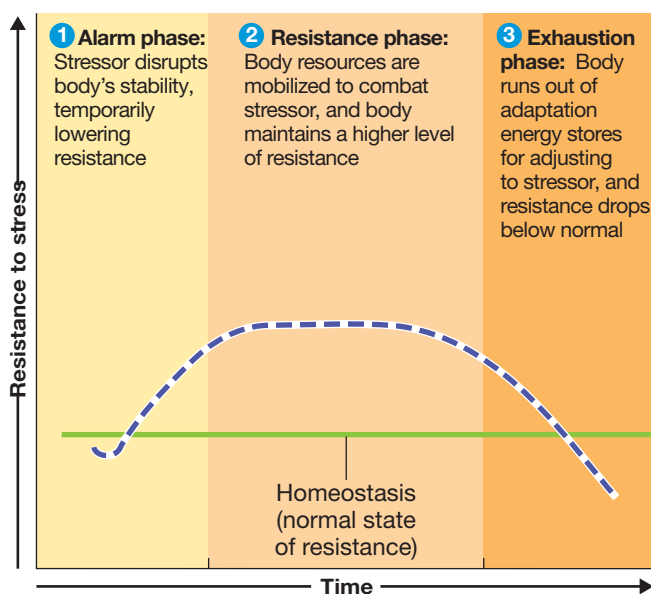 1 Alarm phase:
Stressor disrupts
body's stability,
temporarily
lowering
resistance
2 Resistance phase:
Body resources are
mobilized to combat
stressor, and body
maintains a higher level
of resistance
3 Exhaustion
phase: Body
runs out of
adaptation
energy stores
for adjusting
to stressor, and
resistance drops
below normal
Resistance to stress
Homeostasis
(normal state
of resistance)
Time